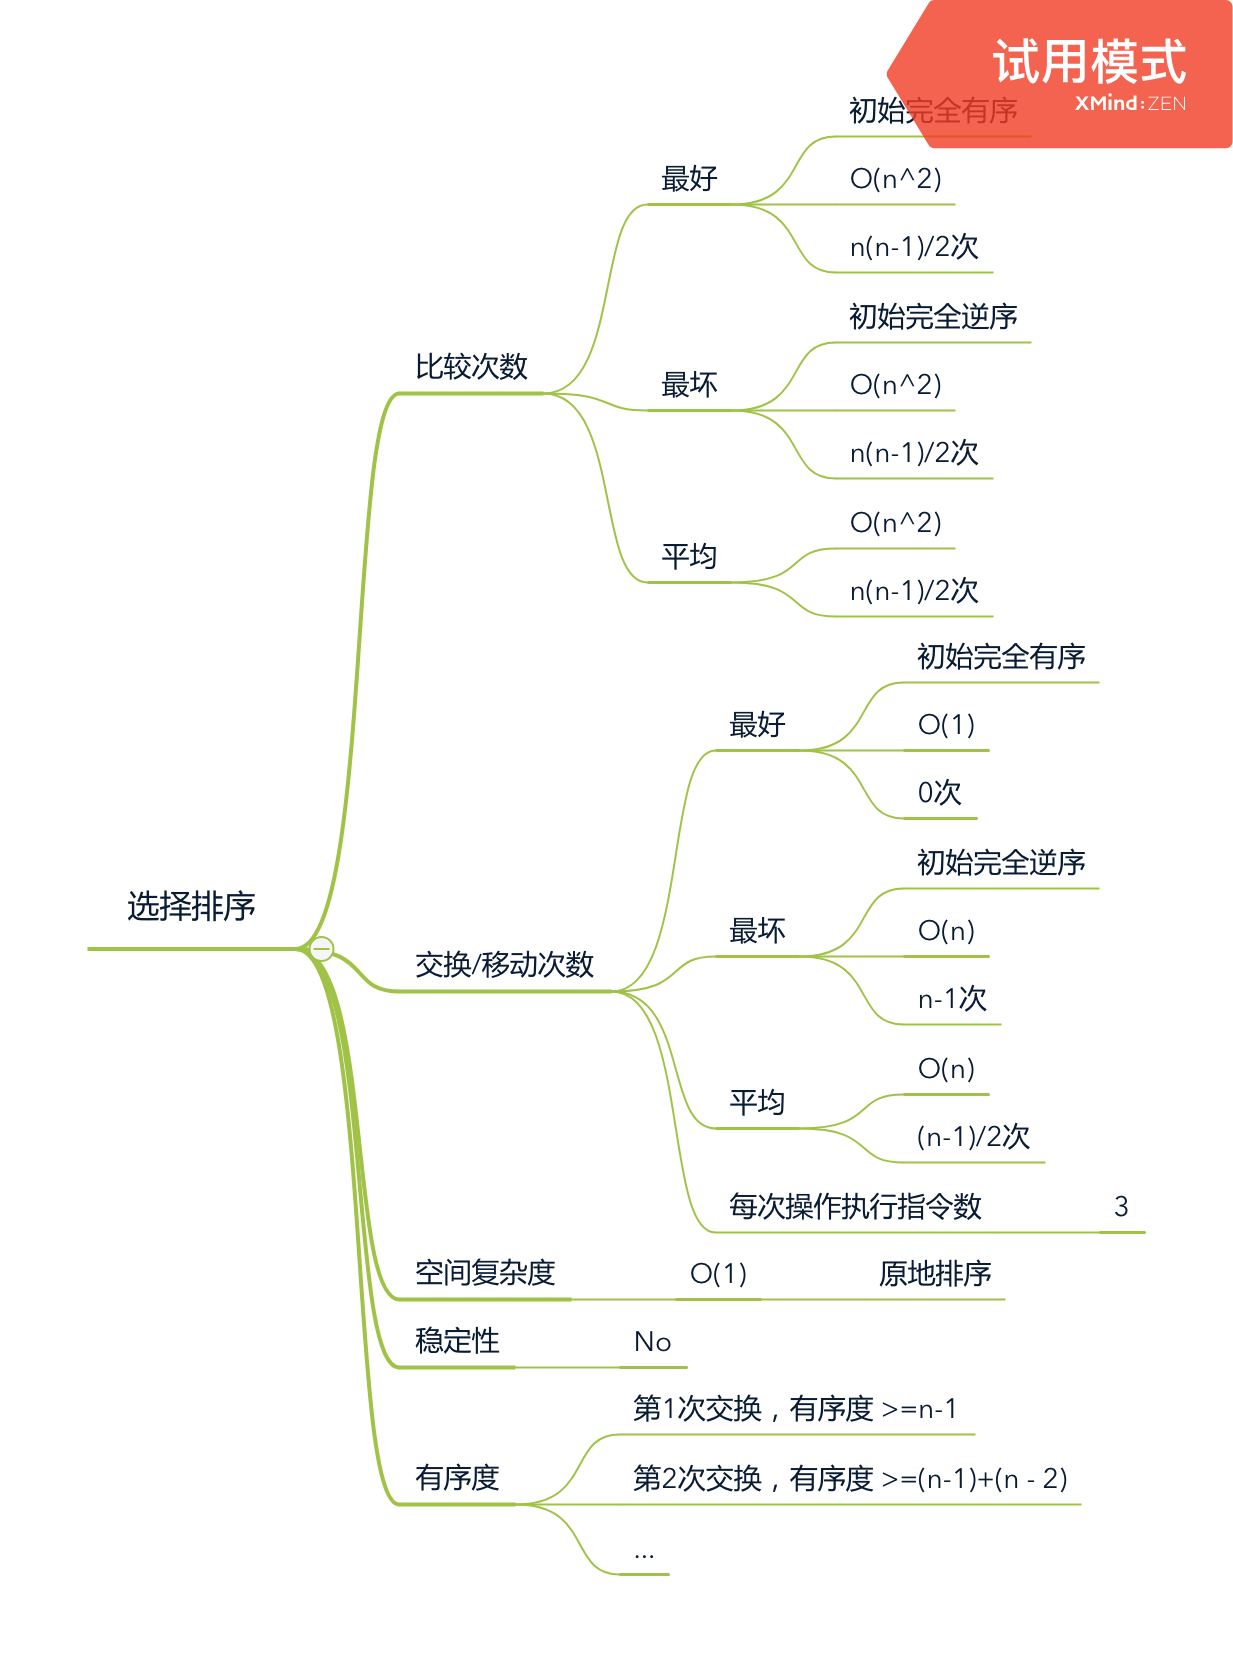 试用模式
XMind:ZEN
初始完全有序
最好
O(n^2)
n(n-1)/2次
初始完全逆序
比较次数
最坏
O(n^2)
n(n-1)/2次
O(n^2)
平均
n(n-1)/2次
初始完全有序
最好
O(1)
0次
初始完全逆序
选择排序
最坏
O(n)
交换/移动次数
n-1次
O(n)
平均
(n-1)/2次
每次操作执行指令数
3
空间复杂度
O(1)
原地排序
稳定性
No
第1次交换，有序度 >=n-1
有序度
第2次交换，有序度 >=(n-1)+(n - 2)
...